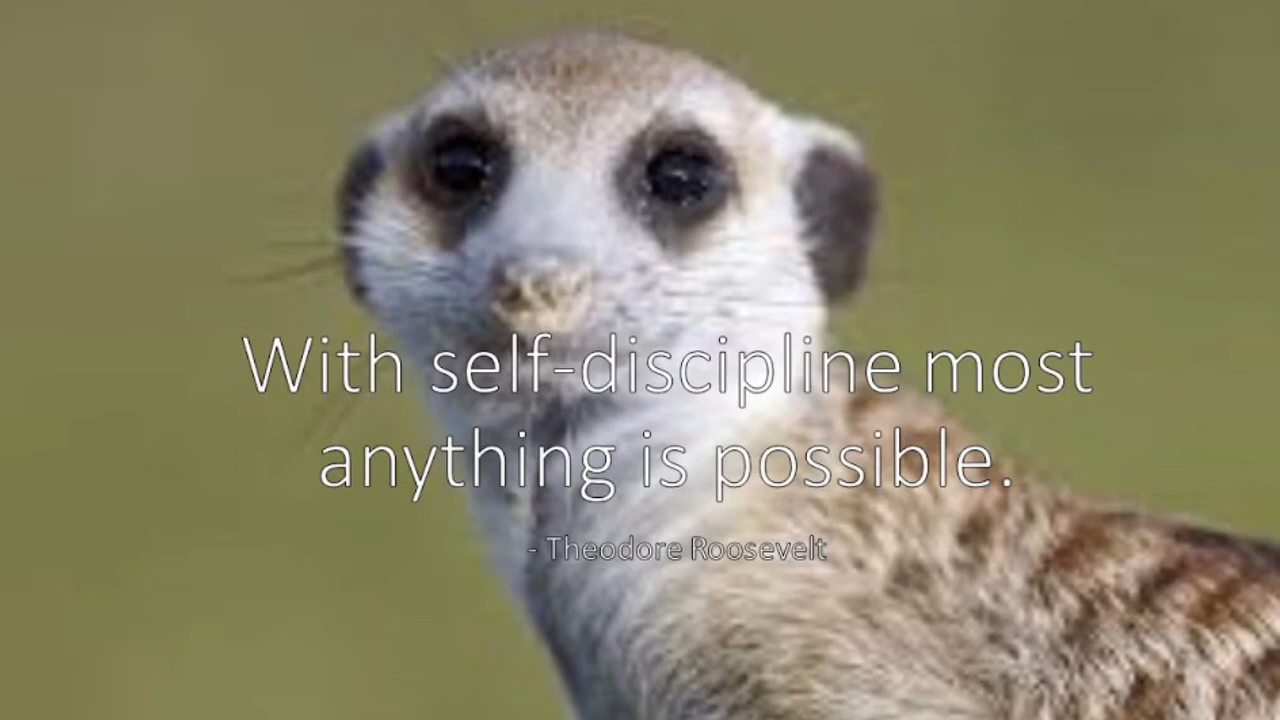 With self-discipline most
anything is possible.
- Theodore Roosevelt